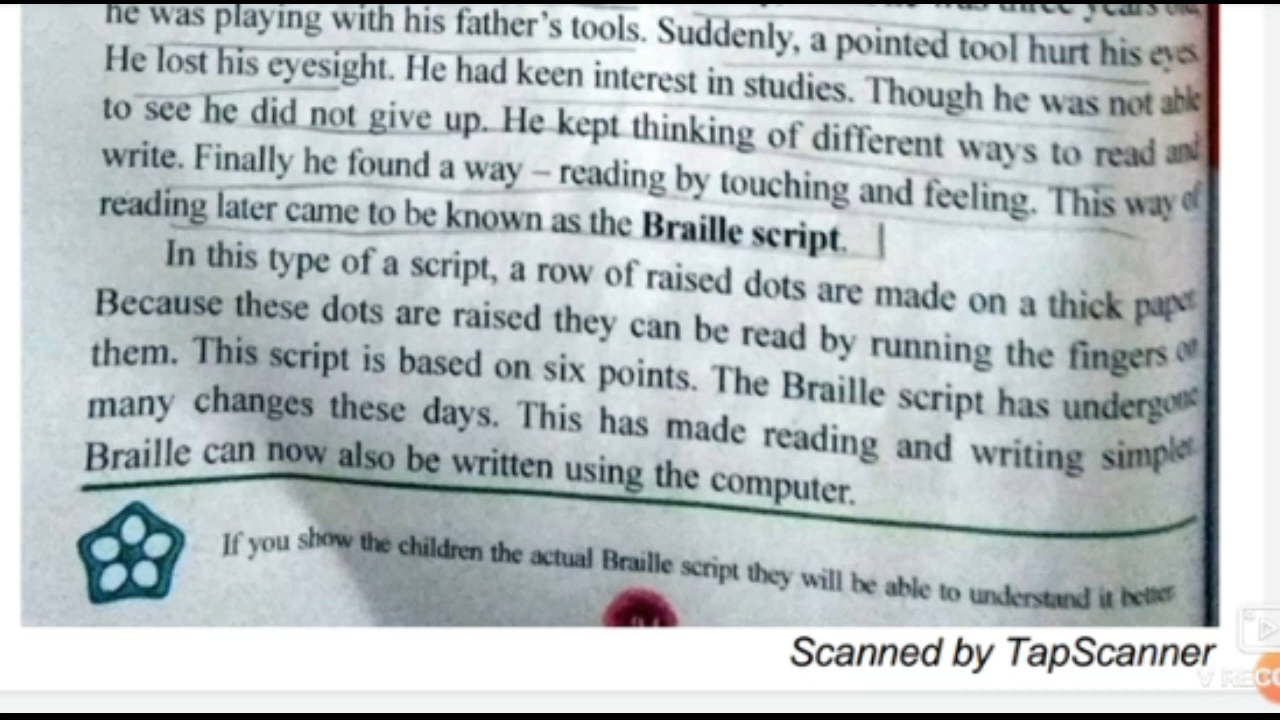 was three years old,
he was playing with his father's tools. Suddenly, a pointed tool hurt his eyes.
He lost his eyesight. He had keen interest in studies. Though he was not able
to see he did not give up. He kept thinking of different ways to read and
write. Finally he found a way – reading by touching and feeling. This way of
reading later came to be known as the Braille script.
In this type of a script, a row of raised dots are made on a thick paper.
Because these dots are raised they can be read by running the fingers on
them. This script is based on six points. The Braille script has undergone
many changes these days. This has made reading and writing simpler.
Braille can now also be written using the computer.
If you show the children the actual Braille script they will be able to understand it better.
Scanned by TapScanner